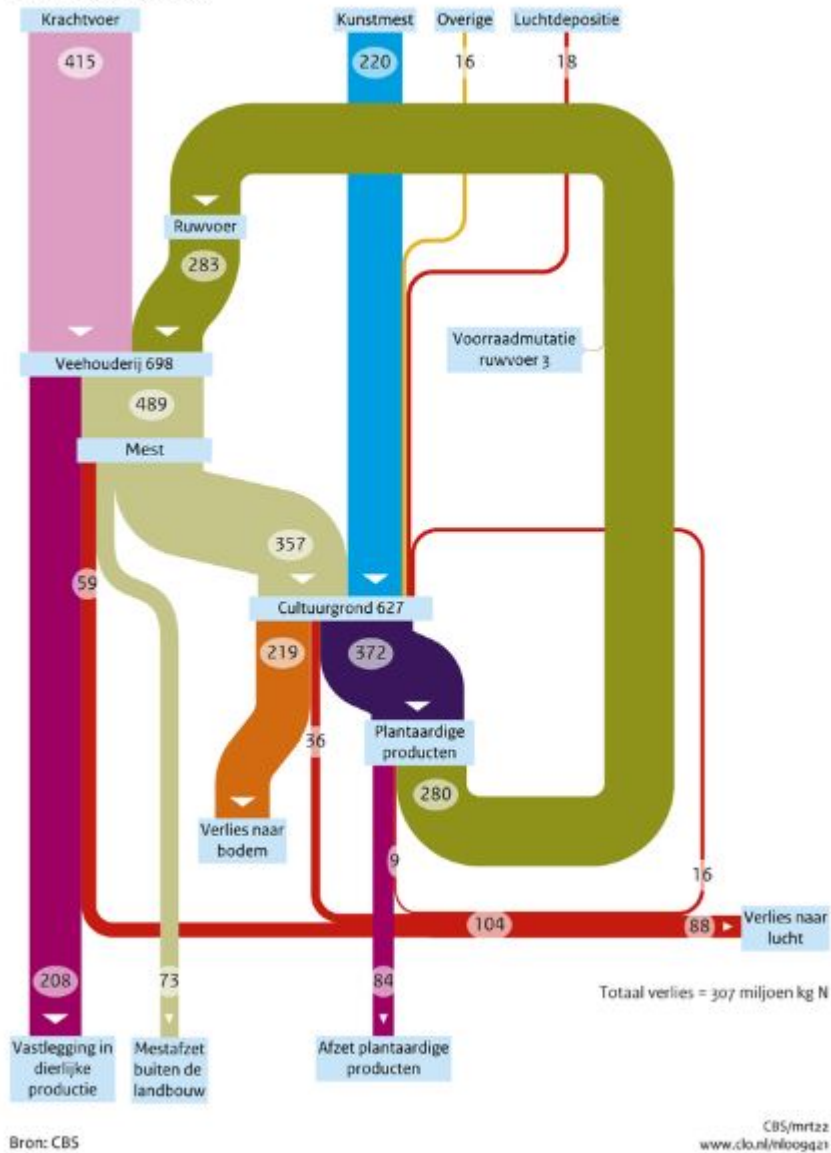 Krachtvoer
Kunstmest
Overige
Luchtdepositie
415
220
16
18
Ruwvoer
283
Voorraadmutatie
ruwvoer 3
Veehouderij 698
489
Mest
357
59
Cultuurgrond 627
219
372
36
Plantaardige
producten
280
Verlies naar
bodem
9
16
104
88
Verlies naar
lucht
208
73
84
Totaal verlies = 307 miljoen kg N
Vastlegging in
dierlijke
productie
Mestafzet
buiten de
landbouw
Afzet plantaardige
producten
Bron: CBS
CBS/mrt22
www.clo.nl/nl009421